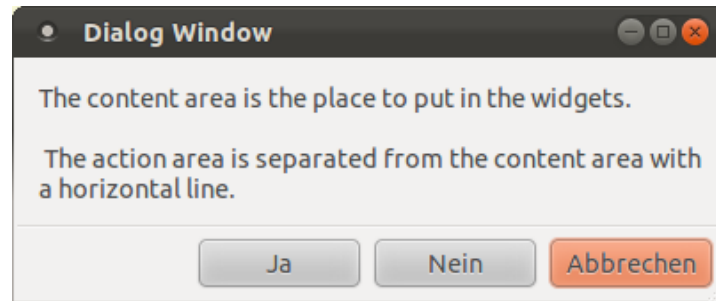 Dialog Window
The content area is the place to put in the widgets.
The action area is separated from the content area with
a horizontal line.
Ja
Nein
Abbrechen